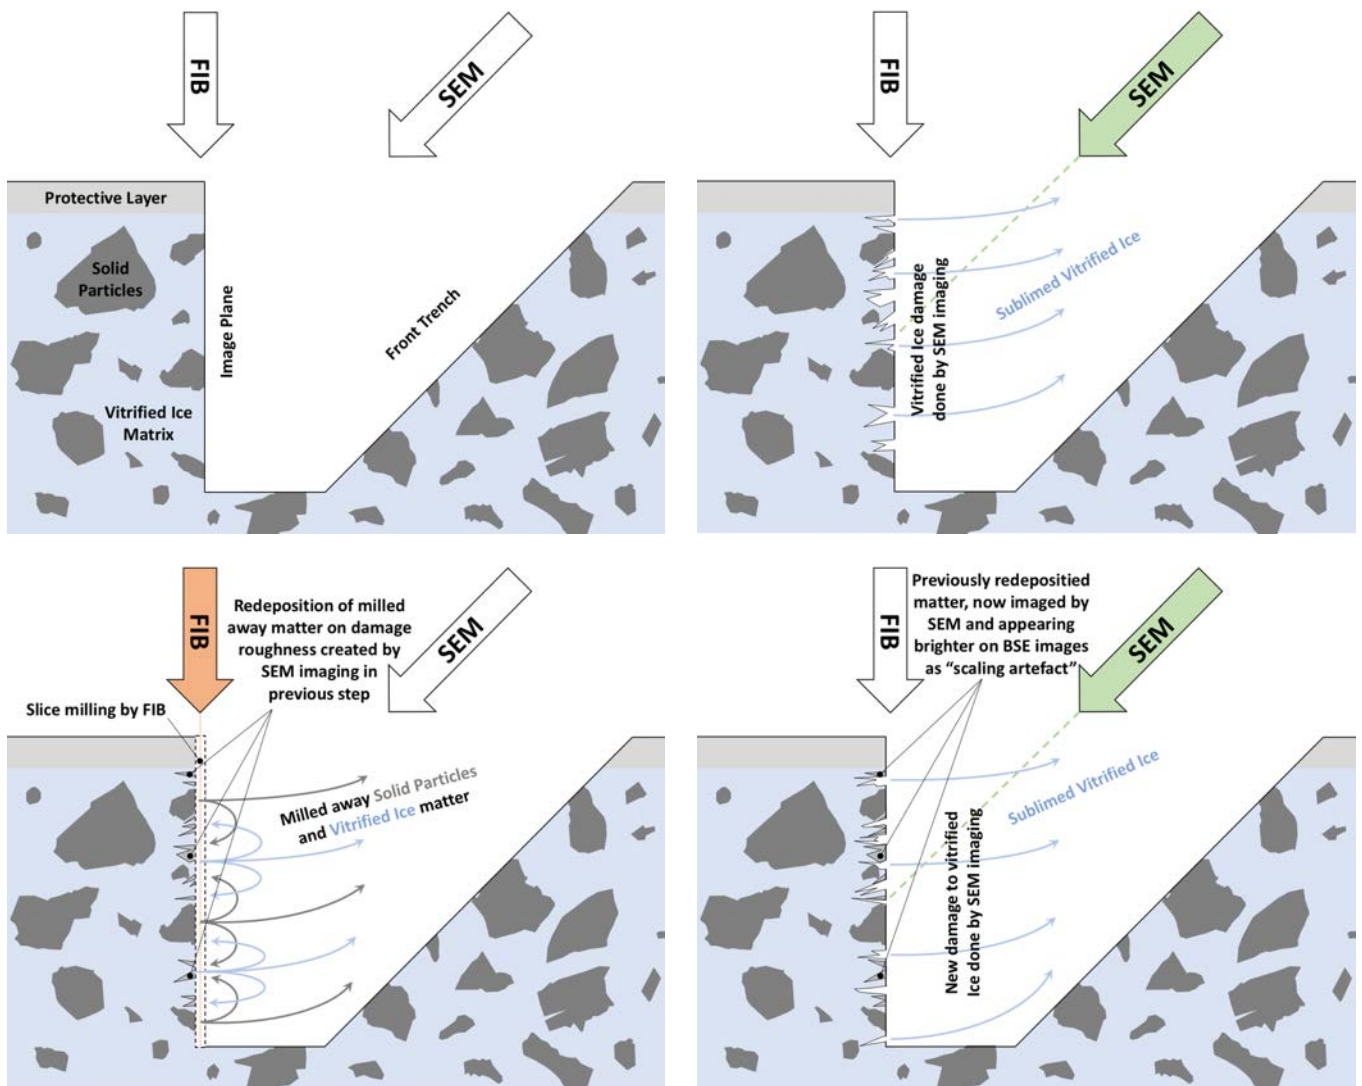 FIB
SEM
Protective Layer
Solid
Particles
Image Plane
Front Trench
Vitrified Ice
Matrix
FIB
SEM
Vitrified Ice damage
done by SEM imaging
Sublimed Vitrified Ice
FIB
SEM
Redeposition of milled
away matter on damage
roughness created by
SEM imaging in
previous step
Slice milling by FIB
Milled away Solid Particles
and Vitrified Ice matter
FIB
SEM
Previously redepositied
matter, now imaged by
SEM and appearing
brighter on BSE images
as “scaling artefact”
Sublimed Vitrified Ice
New damage to vitrified
Ice done by SEM imaging